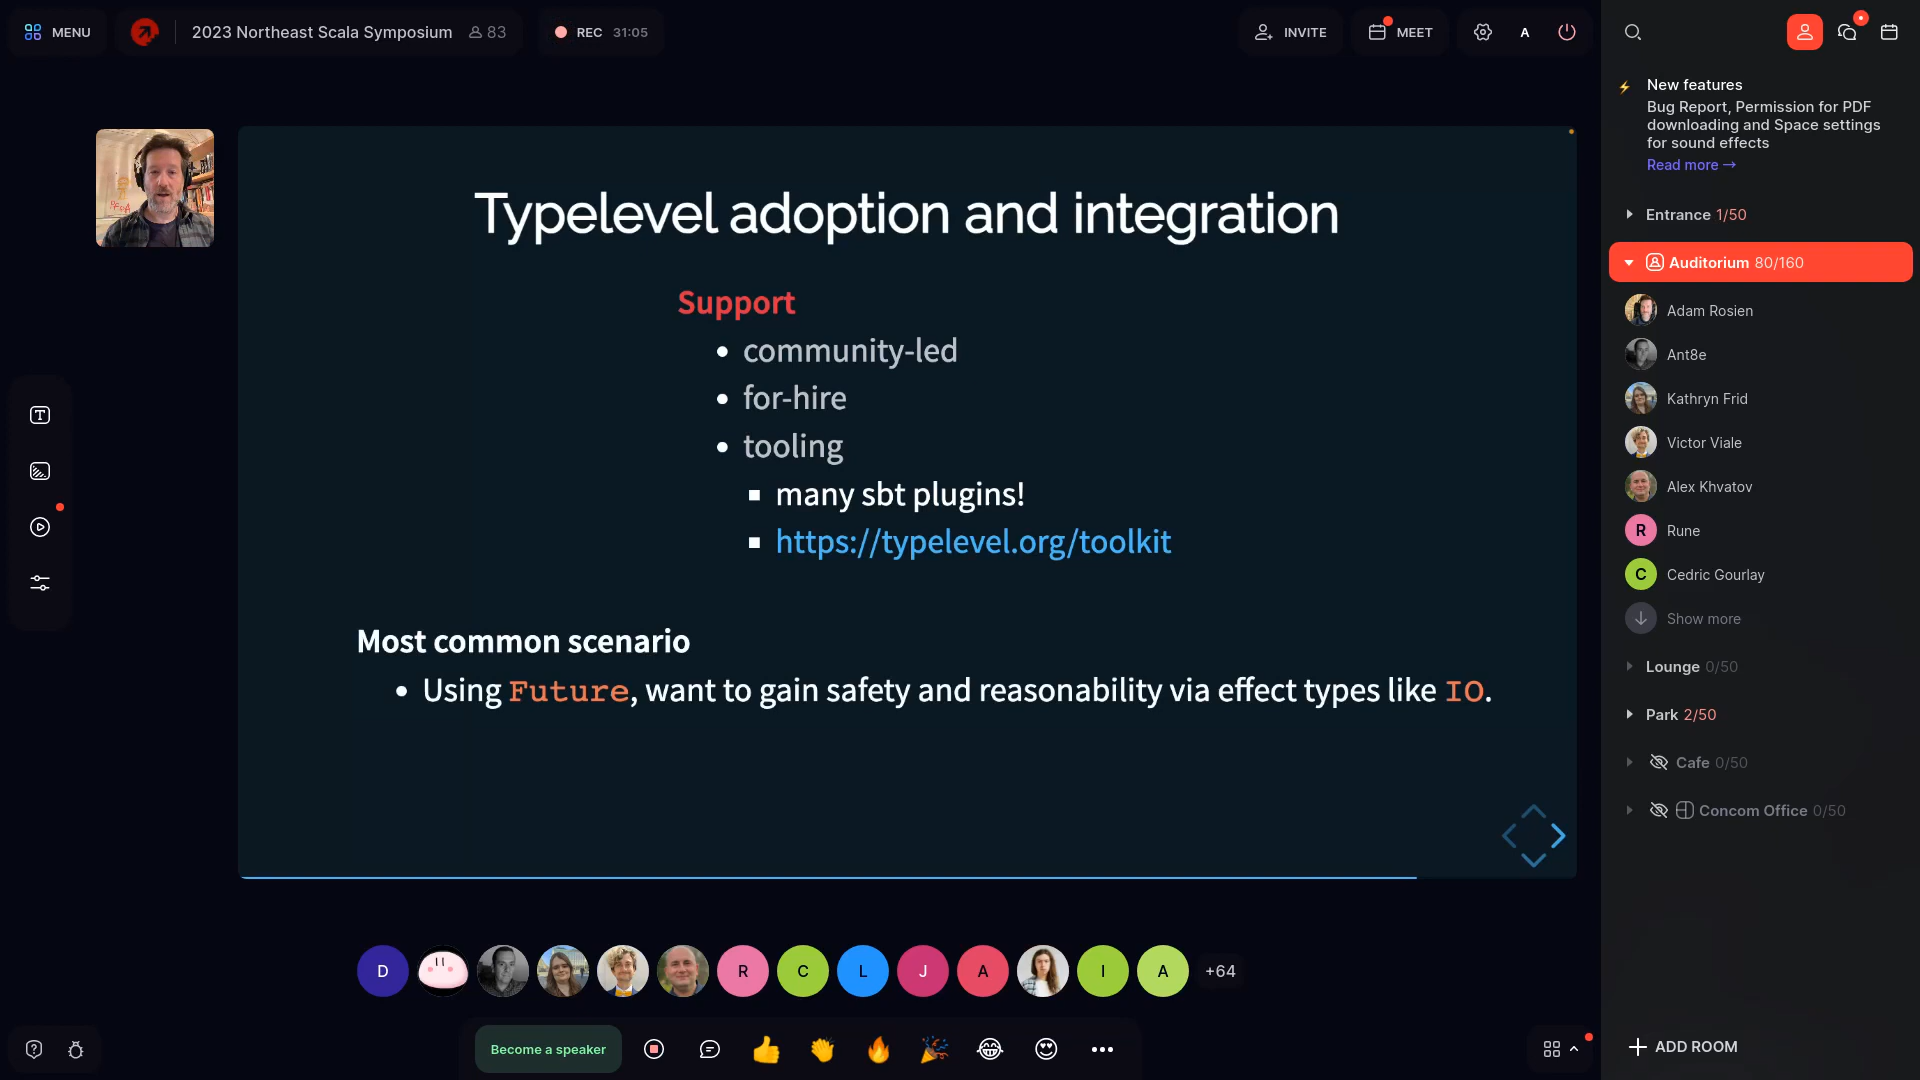 MENU
2023 Northeast Scala Symposium 83
REC 31:05
INVITE
MEET
A
New features
Bug Report, Permission for PDF
downloading and Space settings
for sound effects
Read more →
Entrance 1/50
Auditorium 80/160
Adam Rosien
Ant8e
Kathryn Frid
Victor Viale
Alex Khvatov
R Rune
C Cedric Gourlay
Show more
Lounge 0/50
Park 2/50
Cafe 0/50
Concom Office 0/50
ADD ROOM
Typelevel adoption and integration
Support
• community-led
• for-hire
• tooling
▪ many sbt plugins!
▪ https://typelevel.org/toolkit
Most common scenario
• Using Future, want to gain safety and reasonability via effect types like IO.
D R C L J A I A +64
Become a speaker